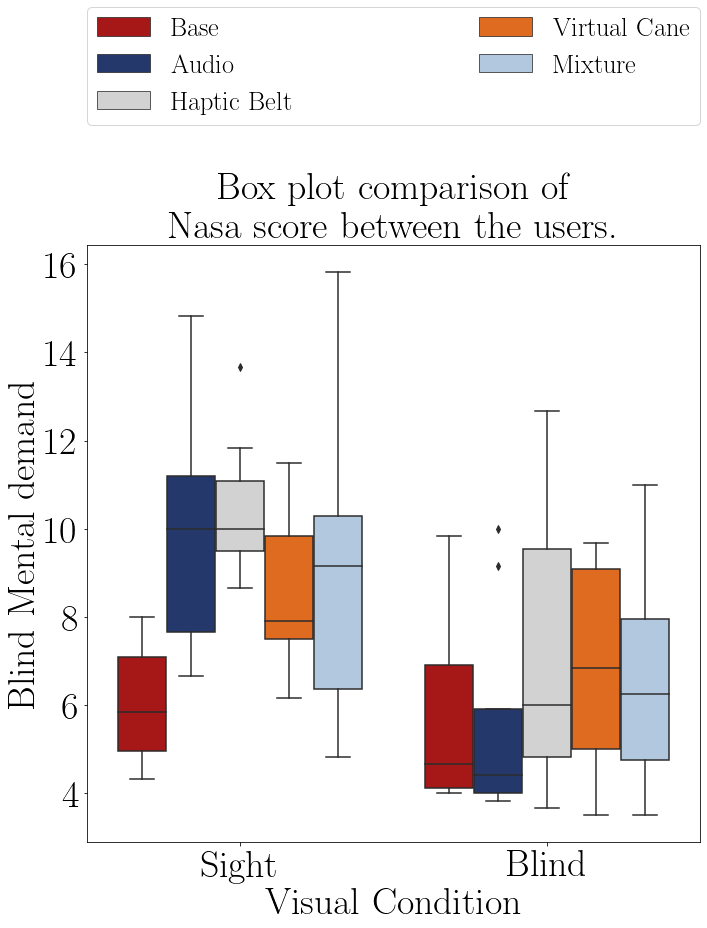 Base
Audio
Haptic Belt
Virtual Cane
Mixture
Box plot comparison of
Nasa score between the users.
16
14
12
10
8
6
4
Blind Mental demand
Sight
Blind
Visual Condition